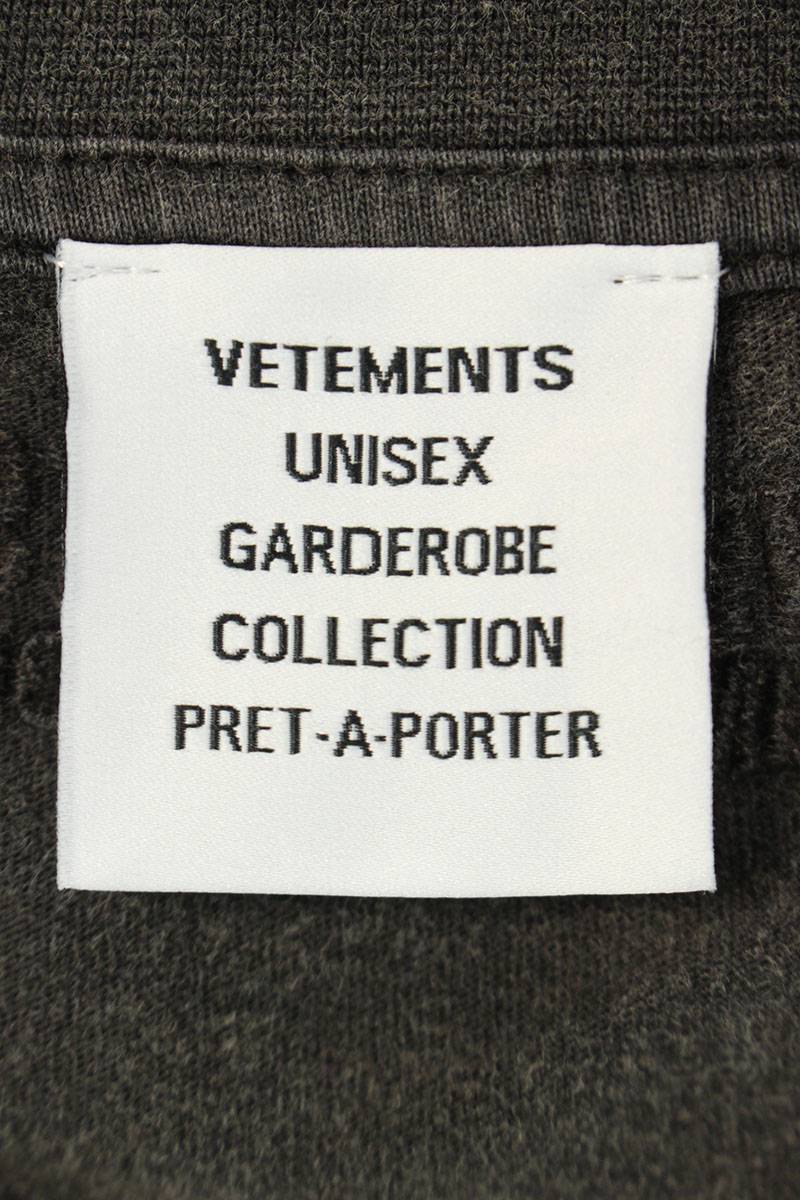 VETEMENTS
UNISEX
GARDEROBE
COLLECTION
PRET-A-PORTER